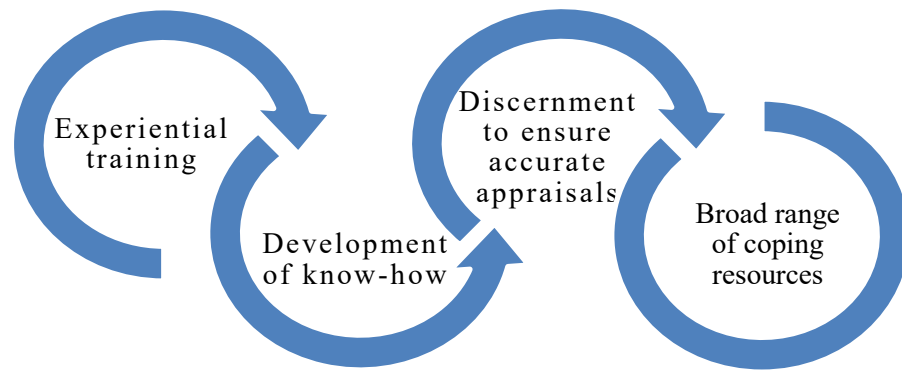 Experiential
training
Development
of know-how
Discernment
to ensure
accurate
appraisals
Broad range
of coping
resources